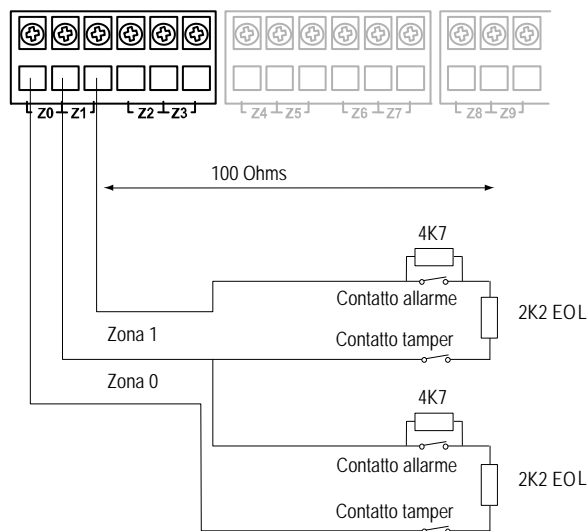 Z0 Z1 Z2 Z3 Z4 Z5 Z6 Z7 Z8 Z9
100 Ohms
4K7
Contatto allarme
2K2 EOL
Zona 1
Contatto tamper
Zona 0
4K7
Contatto allarme
2K2 EOL
Contatto tamper